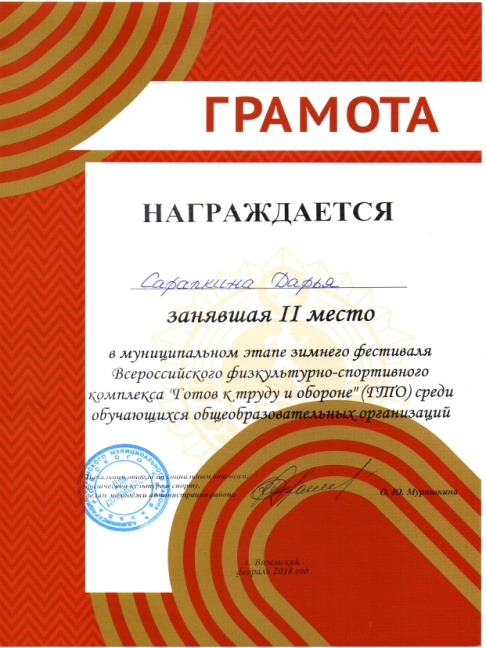 ГРАМОТА
НАГРАЖДАЕТСЯ
Сарапкина Дарья
занявшая II место
в муниципальном этапе зимнего фестиваля
Всероссийского физкультурно-спортивного
комплекса "Готов к труду и обороне" (ГТО) среди
обучающихся общеобразовательных организаций
Начальник отдела по социальным вопросам,
физической культуре и спорту,
делам молодёжи администрации района
О. Ю. Мурашкина
г. Вяземский
февраль 2018 год